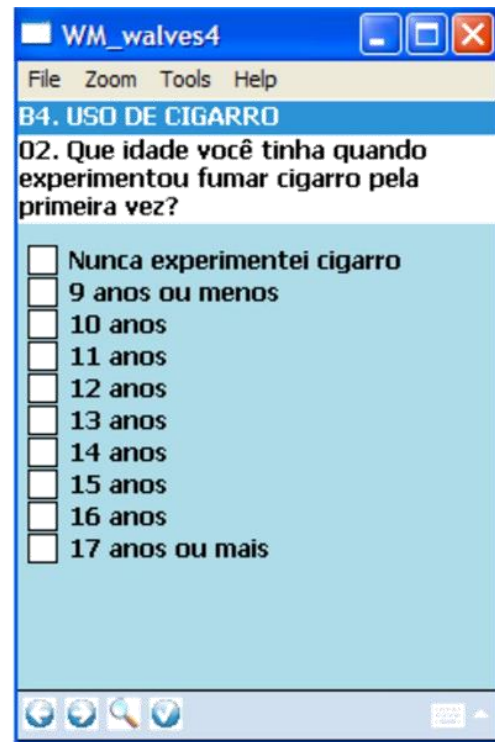 WM_walves4
File Zoom Tools Help
B4. USO DE CIGARRO
02. Que idade você tinha quando
experimentou fumar cigarro pela
primeira vez?
Nunca experimentei cigarro
9 anos ou menos
10 anos
11 anos
12 anos
13 anos
14 anos
15 anos
16 anos
17 anos ou mais